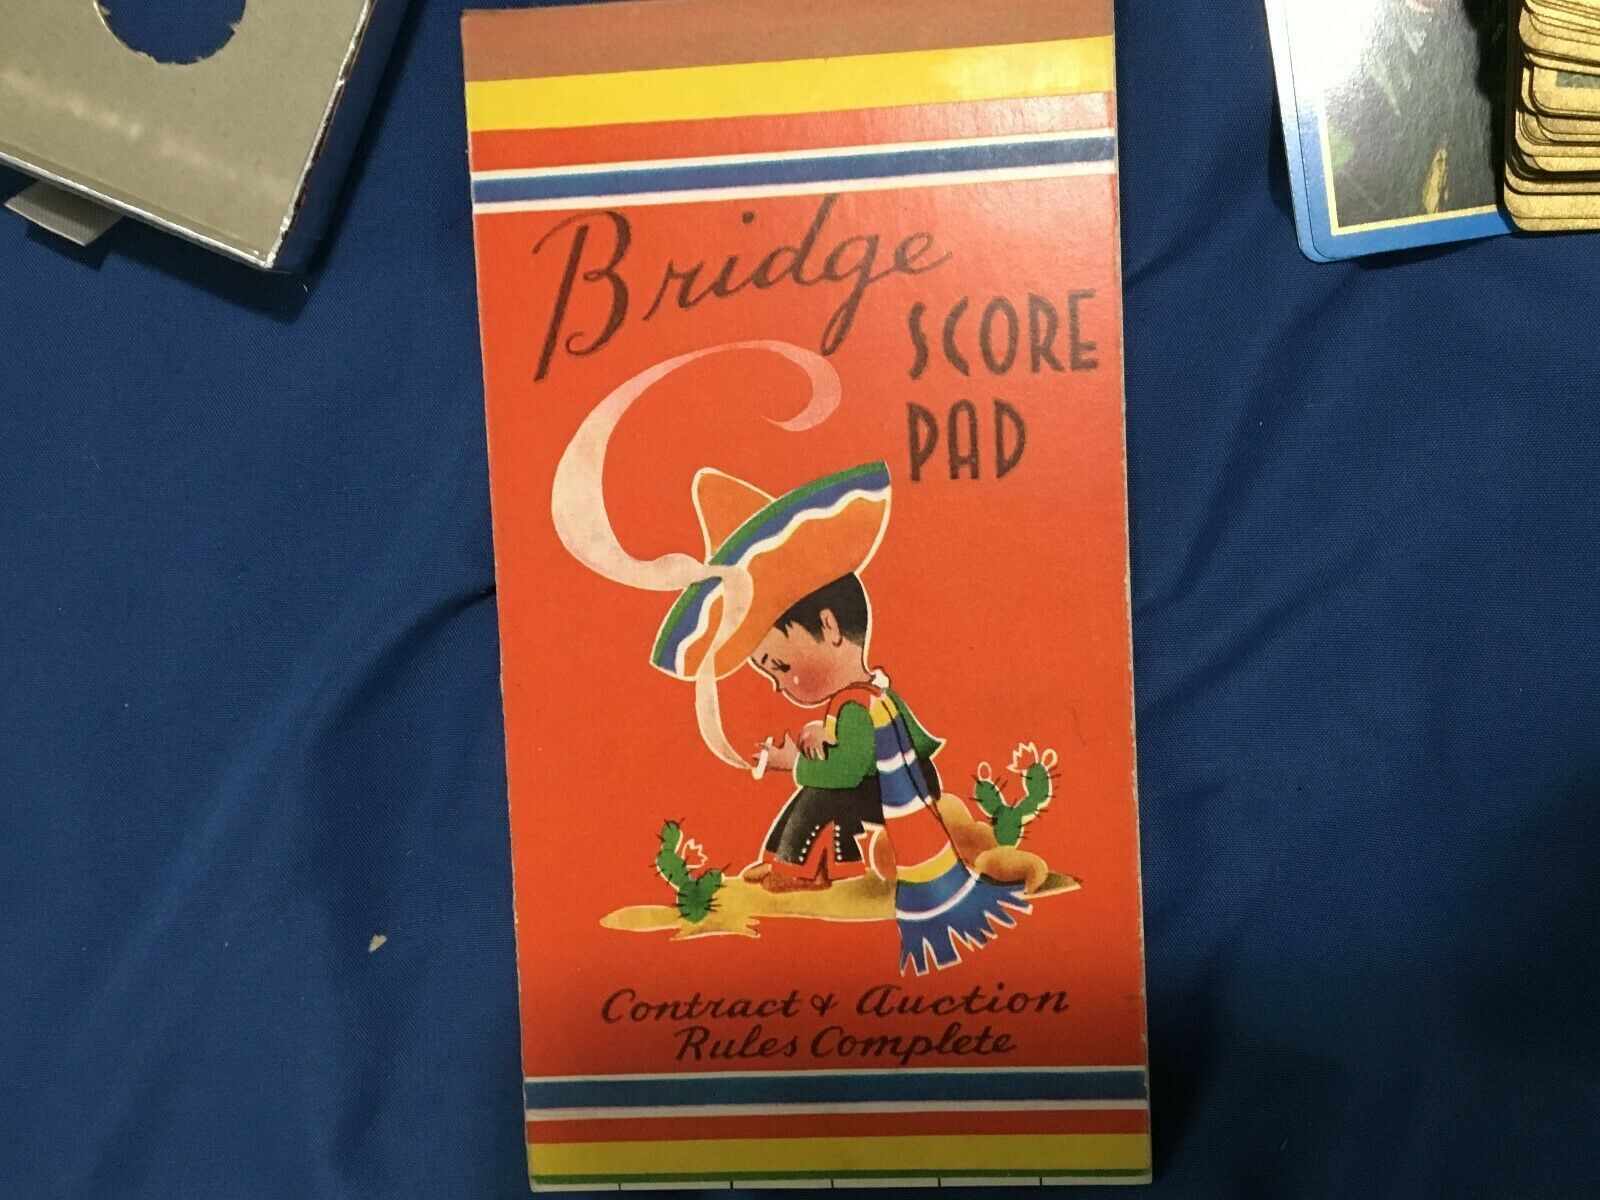 Bridge
SCORE
PAD
Contract & Auction
Rules Complete